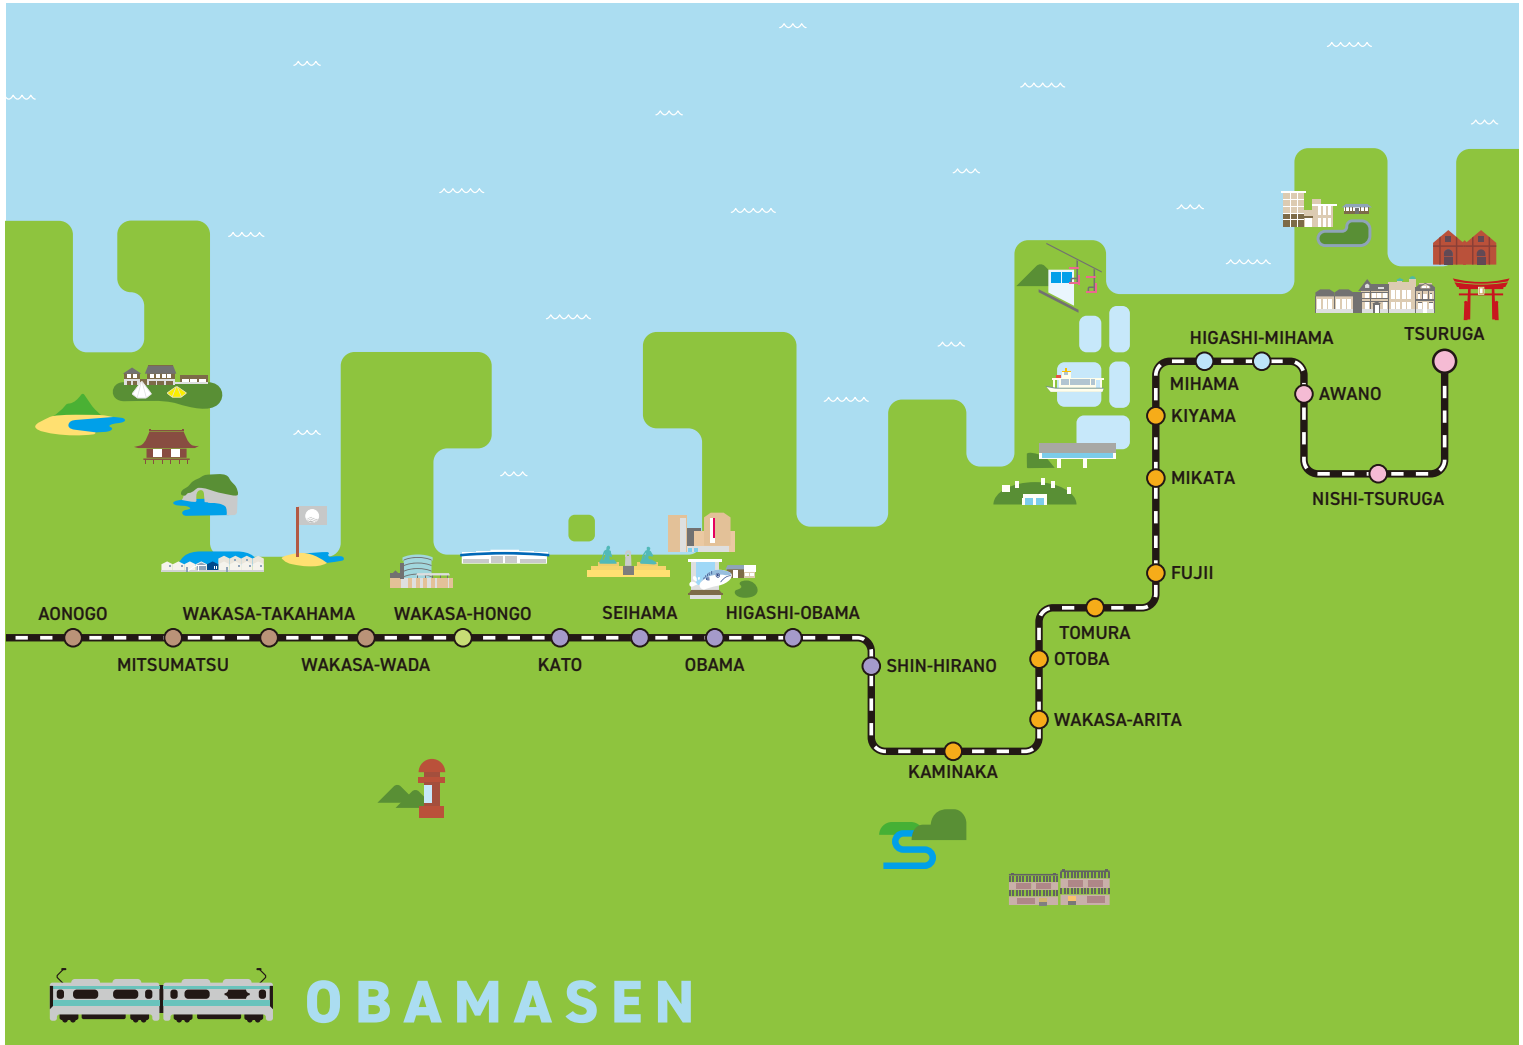 TSURUGA
HIGASHI-MIHAMA
MIHAMA
AWANO
KIYAMA
MIKATA
NISHI-TSURUGA
FUJII
AONOGO
WAKASA-TAKAHAMA
WAKASA-HONGO
SEIHAMA
HIGASHI-OBAMA
TOMURA
MITSUMATSU
WAKASA-WADA
KATO
OBAMA
SHIN-HIRANO
OTOBA
WAKASA-ARITA
KAMINAKA
OBAMASEN